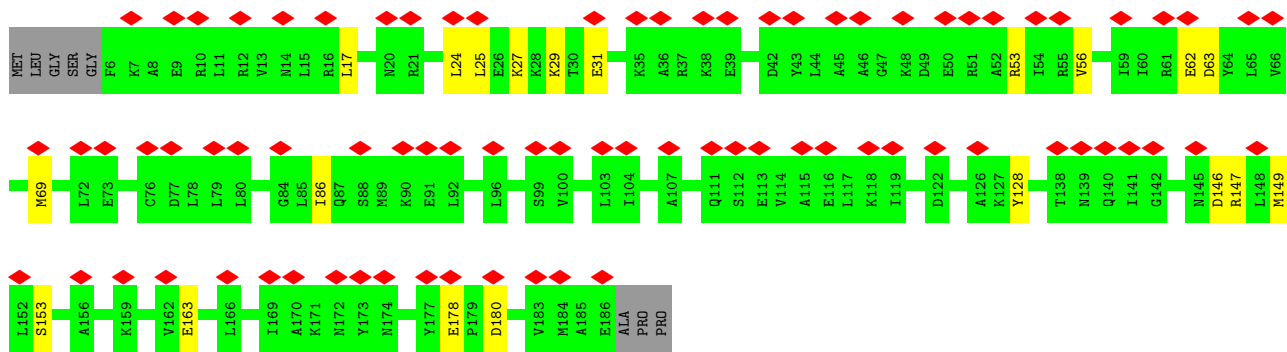 MET LEU GLY SER GLY F6 K7 A8 E9 R10 L11 R12 V13 N14 L15 R16 L17 N20 R21 L24 L25 E26 K27 K28 K29 T30 E31 K35 A36 R37 K38 E39 D42 Y43 L44 A45 A46 G47 K48 D49 E50 R51 A52 R53 I54 R55 V56 I59 I60 R61 E62 D63 Y64 L65 V66
M69 L72 E73 C76 D77 L78 L79 L80 G84 L85 I86 Q87 S88 M89 K90 E91 L92 L96 S99 V100 L103 I104 A107 Q111 S112 E113 V114 A115 E116 L117 K118 I119 D122 A126 K127 Y128 T138 N139 Q140 I141 G142 N145 D146 R147 L148 M149
L152 S153 A156 K159 V162 E163 L166 I169 A170 K171 N172 Y173 N174 Y177 E178 P179 D180 V183 M184 A185 E186 ALA PRO PRO